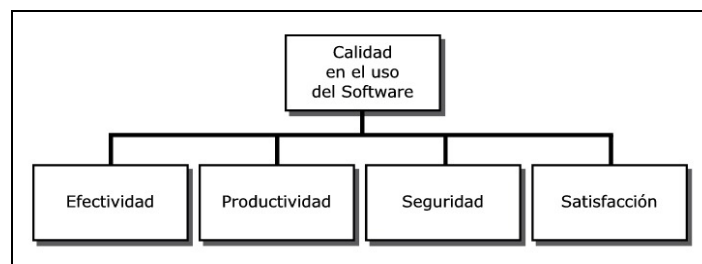 Calidad
en el uso
del Software
Efectividad
Productividad
Seguridad
Satisfacción